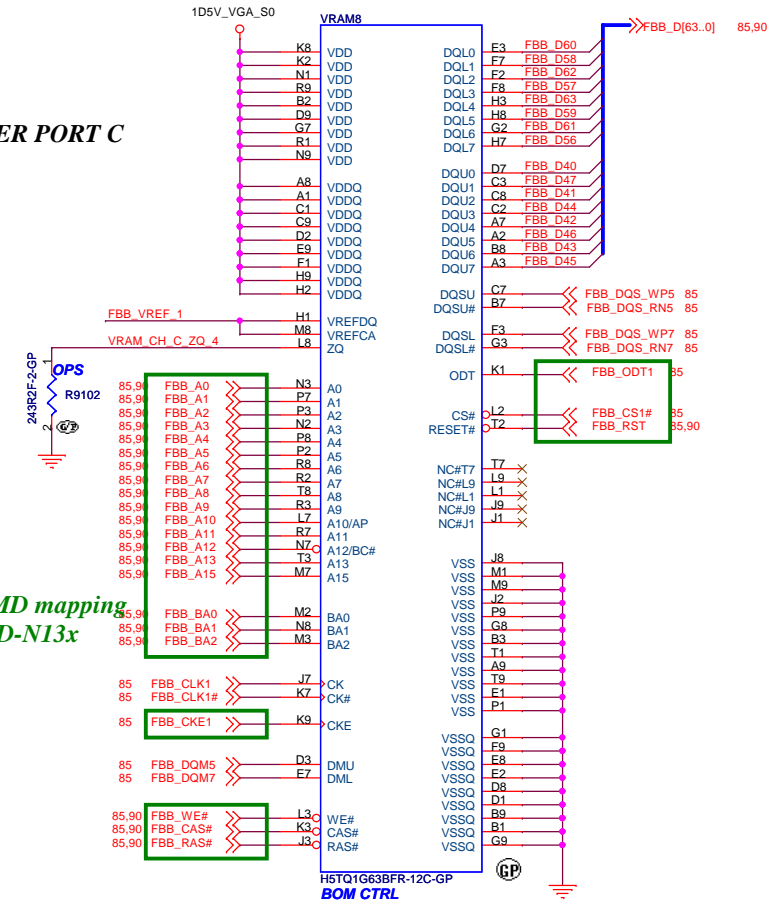 1D5V_VGA_S0
VRAM8
FBB_D[63..0] 85,90
ER PORT C
K8 VDD
K2 VDD
N1 VDD
R9 VDD
B2 VDD
D9 VDD
G7 VDD
R1 VDD
N9 VDD
A8 VDDQ
A1 VDDQ
C1 VDDQ
C9 VDDQ
D2 VDDQ
E9 VDDQ
F1 VDDQ
H9 VDDQ
H2 VDDQ
FBB_VREF_1 H1 VREFDQ
M8 VREFCA
VRAM_CH_C_ZQ_4 L8 ZQ
1
OPS
R9102
243R2F-2-GP
2
85,90 FBB_A0 N3 A0
85,90 FBB_A1 P7 A1
85,90 FBB_A2 P3 A2
85,90 FBB_A3 N2 A3
85,90 FBB_A4 P8 A4
85,90 FBB_A5 P2 A5
85,90 FBB_A6 R8 A6
85,90 FBB_A7 R2 A7
85,90 FBB_A8 T8 A8
85,90 FBB_A9 R3 A9
85,90 FBB_A10 L7 A10/AP
85,90 FBB_A11 R7 A11
85,90 FBB_A12 N7 A12/BC#
85,90 FBB_A13 T3 A13
85,90 FBB_A15 M7 A15
MD mapping
D-N13x
85,90 FBB_BA0 M2 BA0
85,90 FBB_BA1 N8 BA1
85,90 FBB_BA2 M3 BA2
85 FBB_CLK1 J7 CK
85 FBB_CLK1# K7 CK#
85 FBB_CKE1 K9 CKE
85 FBB_DQM5 D3 DMU
85 FBB_DQM7 E7 DML
85,90 FBB_WE# L3 WE#
85,90 FBB_CAS# K3 CAS#
85,90 FBB_RAS# J3 RAS#
DQL0 E3 FBB_D60
DQL1 F7 FBB_D58
DQL2 F2 FBB_D62
DQL3 F8 FBB_D57
DQL4 H3 FBB_D63
DQL5 H8 FBB_D59
DQL6 G2 FBB_D61
DQL7 H7 FBB_D56
DQU0 D7 FBB_D40
DQU1 C3 FBB_D47
DQU2 C8 FBB_D41
DQU3 C2 FBB_D44
DQU4 A7 FBB_D42
DQU5 A2 FBB_D46
DQU6 B8 FBB_D43
DQU7 A3 FBB_D45
DQSU C7 FBB_DQS_WP5 85
DQSU# B7 FBB_DQS_RN5 85
DQSL F3 FBB_DQS_WP7 85
DQSL# G3 FBB_DQS_RN7 85
ODT K1 FBB_ODT1 85
CS# L2 FBB_CS1# 85
RESET# T2 FBB_RST 85,90
NC#T7 T7
NC#L9 L9
NC#L1 L1
NC#J9 J9
NC#J1 J1
VSS J8
VSS M1
VSS M9
VSS J2
VSS P9
VSS G8
VSS B3
VSS T1
VSS A9
VSS T9
VSS E1
VSS P1
VSSQ G1
VSSQ F9
VSSQ E8
VSSQ E2
VSSQ D8
VSSQ D1
VSSQ B9
VSSQ B1
VSSQ G9
GP
H5TQ1G63BFR-12C-GP
BOM CTRL